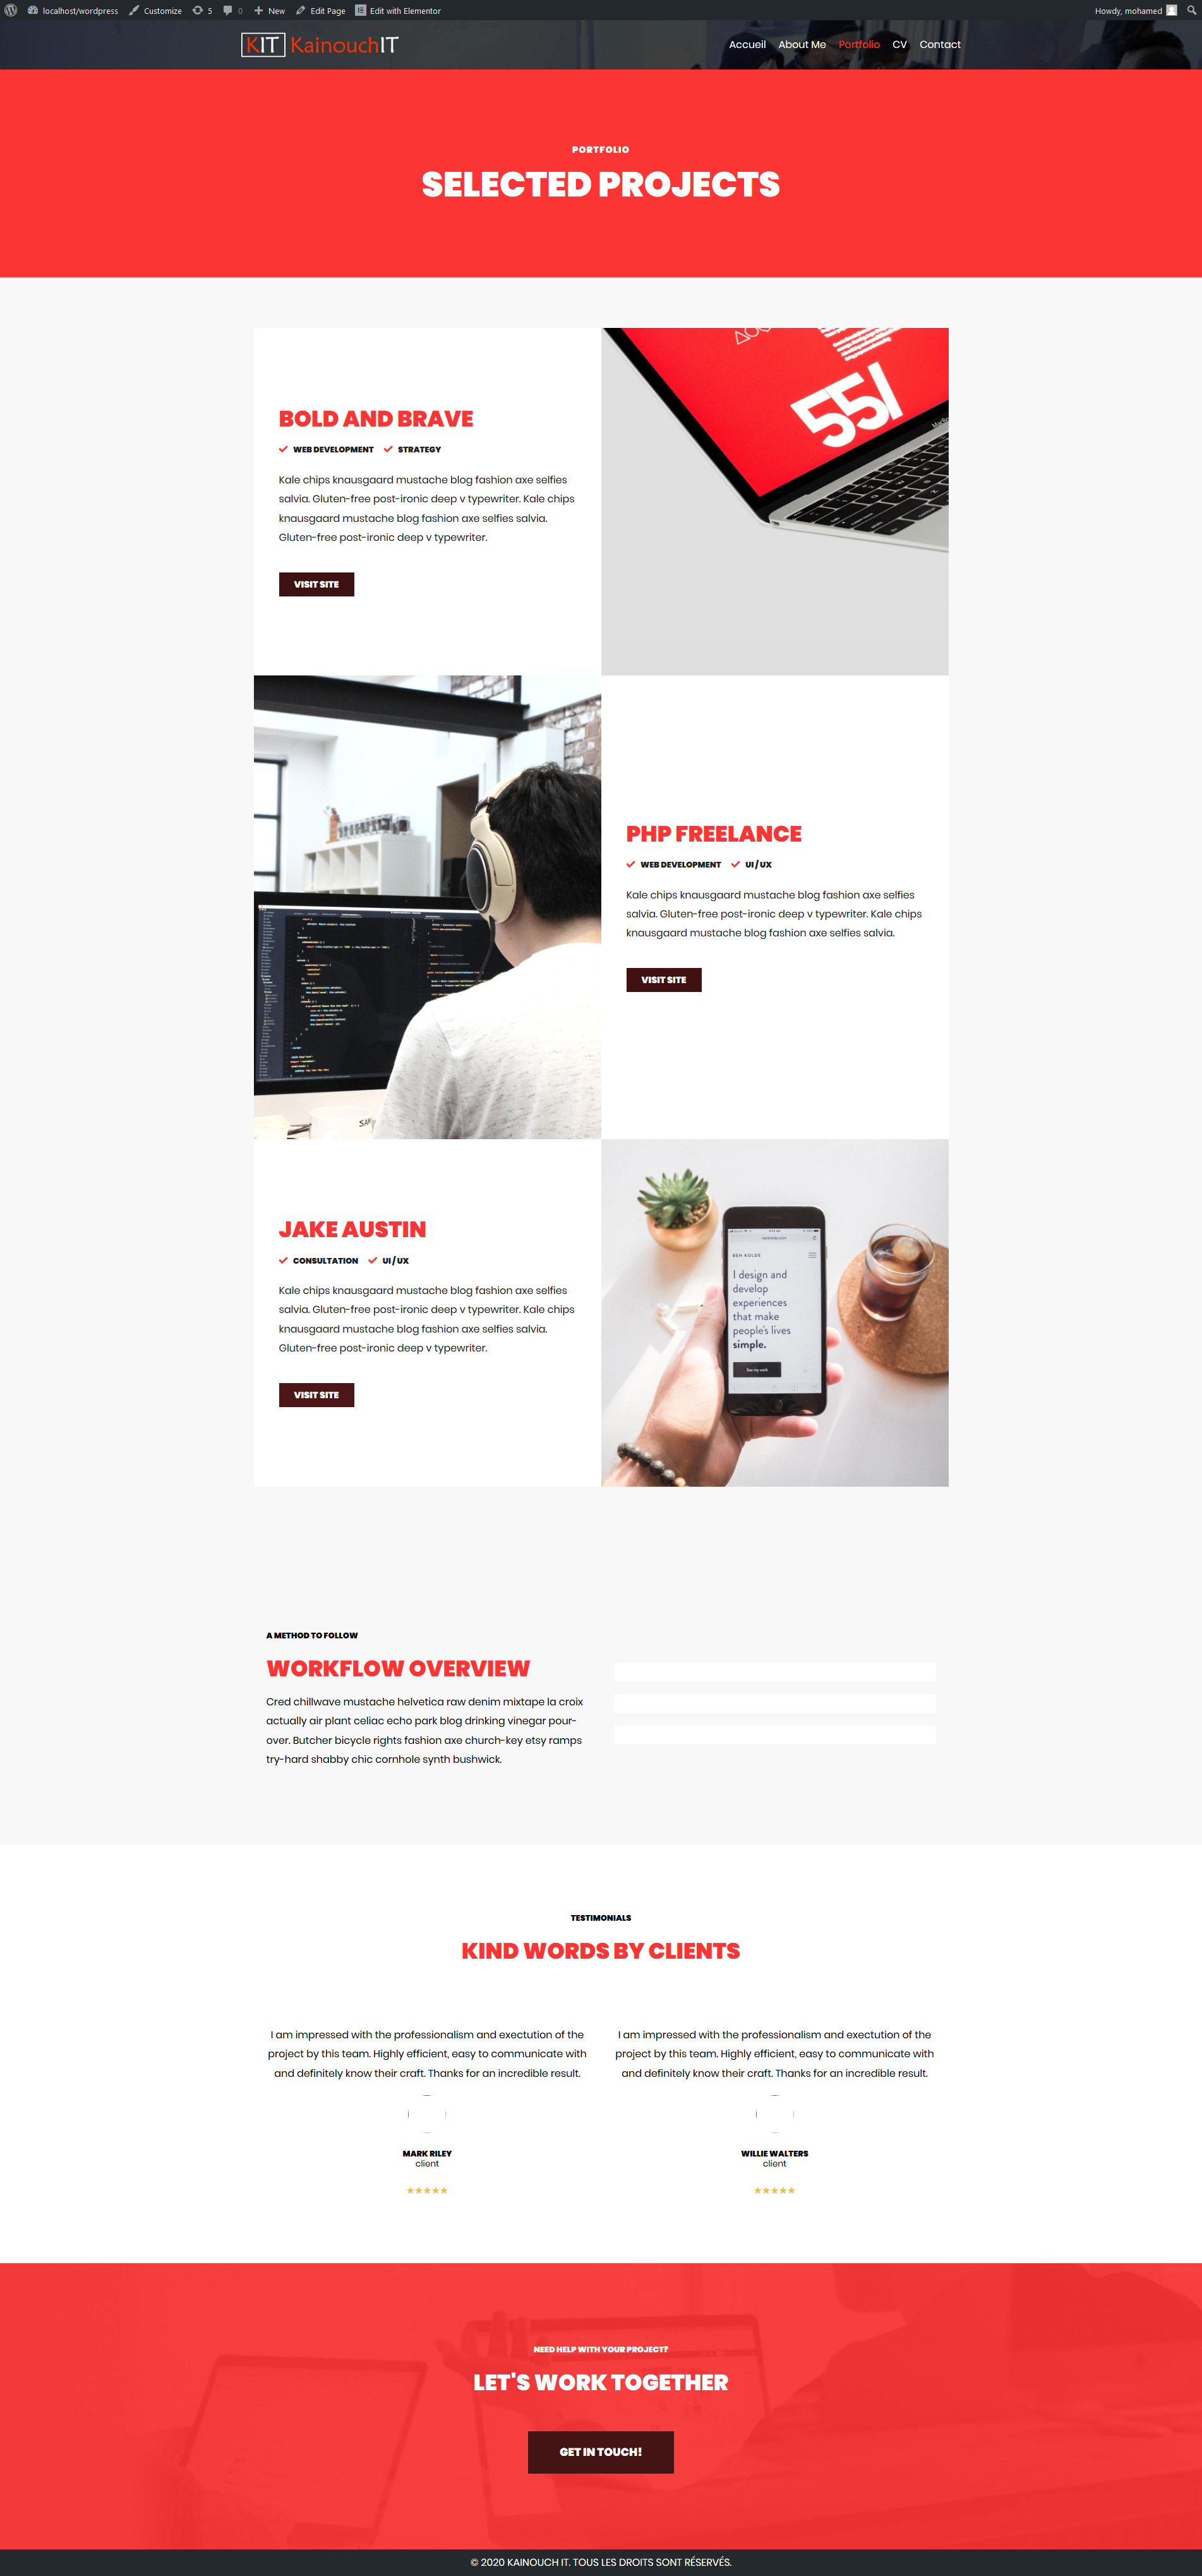 localhost/wordpress Customize 5 0 New Edit Page Edit with Elementor Howdy, mohamed
KIT KainouchIT Accueil About Me Portfolio CV Contact
PORTFOLIO
SELECTED PROJECTS
55/
BOLD AND BRAVE
WEB DEVELOPMENT STRATEGY
Kale chips knausgaard mustache blog fashion axe selfies
salvia. Gluten-free post-ironic deep v typewriter. Kale chips
knausgaard mustache blog fashion axe selfies salvia.
Gluten-free post-ironic deep v typewriter.
VISIT SITE
PHP FREELANCE
WEB DEVELOPMENT UI / UX
Kale chips knausgaard mustache blog fashion axe selfies
salvia. Gluten-free post-ironic deep v typewriter. Kale chips
knausgaard mustache blog fashion axe selfies salvia.
VISIT SITE
JAKE AUSTIN
CONSULTATION UI / UX
Kale chips knausgaard mustache blog fashion axe selfies
salvia. Gluten-free post-ironic deep v typewriter. Kale chips
knausgaard mustache blog fashion axe selfies salvia.
Gluten-free post-ironic deep v typewriter.
VISIT SITE
BEN KOLDE
I design and
develop
experiences
that make
people's lives
simple.
See my work
A METHOD TO FOLLOW
WORKFLOW OVERVIEW
Cred chillwave mustache helvetica raw denim mixtape la croix
actually air plant celiac echo park blog drinking vinegar pour-
over. Butcher bicycle rights fashion axe church-key etsy ramps
try-hard shabby chic cornhole synth bushwick.
TESTIMONIALS
KIND WORDS BY CLIENTS
I am impressed with the professionalism and exectution of the
project by this team. Highly efficient, easy to communicate with
and definitely know their craft. Thanks for an incredible result.
MARK RILEY
client
I am impressed with the professionalism and exectution of the
project by this team. Highly efficient, easy to communicate with
and definitely know their craft. Thanks for an incredible result.
WILLIE WALTERS
client
NEED HELP WITH YOUR PROJECT?
LET'S WORK TOGETHER
GET IN TOUCH!
© 2020 KAINOUCH IT. TOUS LES DROITS SONT RÉSERVÉS.